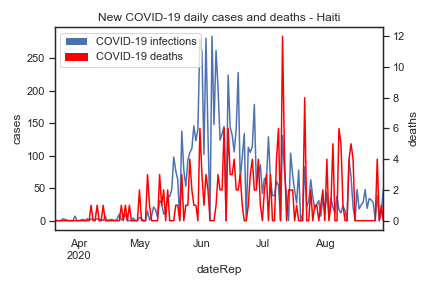 New COVID-19 daily cases and deaths - Haiti
COVID-19 infections
COVID-19 deaths
cases
250
200
150
100
50
0
deaths
12
10
8
6
4
2
0
Apr
2020
May
Jun
Jul
Aug
dateRep